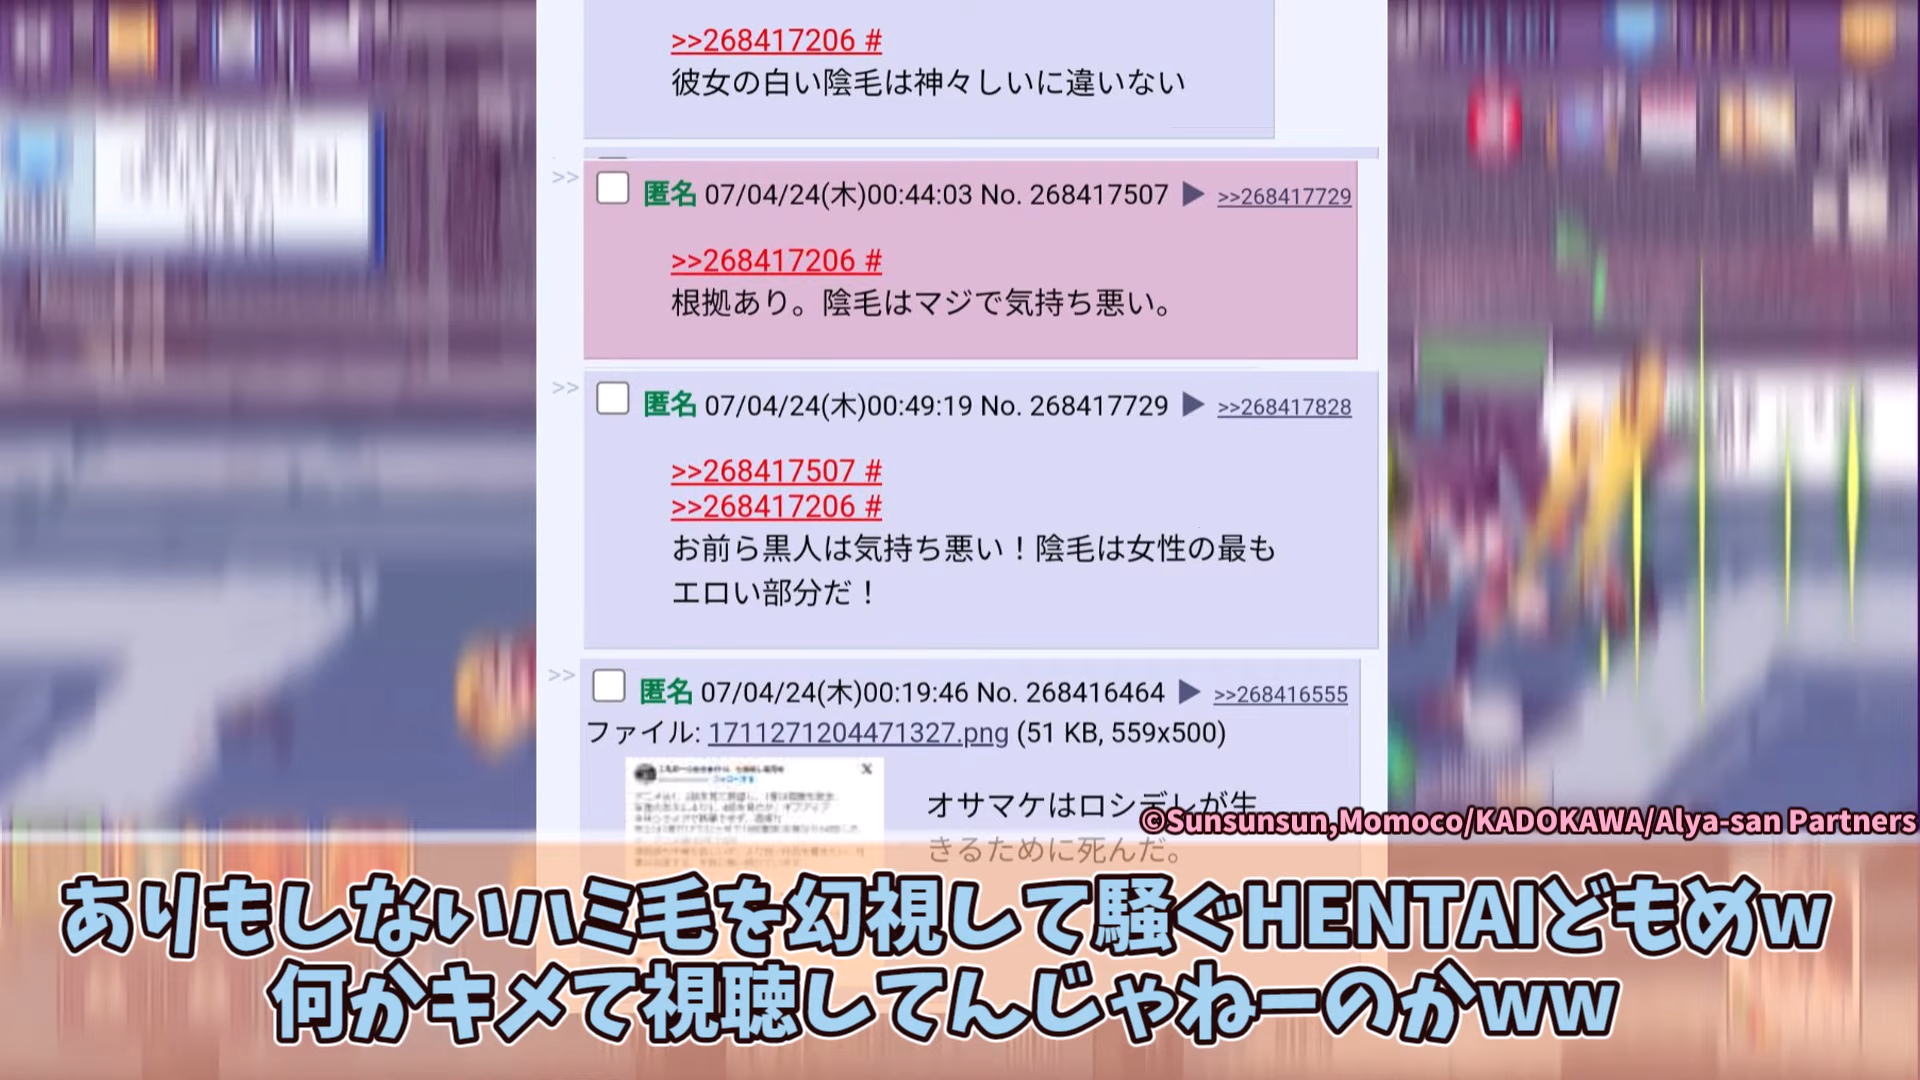 >>268417206 #
彼女の白い陰毛は神々しいに違いない
>> 匿名 07/04/24(木)00:44:03 No. 268417507 ▶ >>268417729
>>268417206 #
根拠あり。陰毛はマジで気持ち悪い。
>> 匿名 07/04/24(木)00:49:19 No. 268417729 ▶ >>268417828
>>268417507 #
>>268417206 #
お前ら黒人は気持ち悪い！陰毛は女性の最も
エロい部分だ！
>> 匿名 07/04/24(木)00:19:46 No. 268416464 ▶ >>268416555
ファイル: 1711271204471327.png (51 KB, 559x500)
オサマケはロシデレが生
きるために死んだ。
©Sunsunsun,Momoco/KADOKAWA/Alya-san Partners
ありもしないハミ毛を幻視して騒ぐHENTAIどもめw
何かキメて視聴してんじゃねーのかww